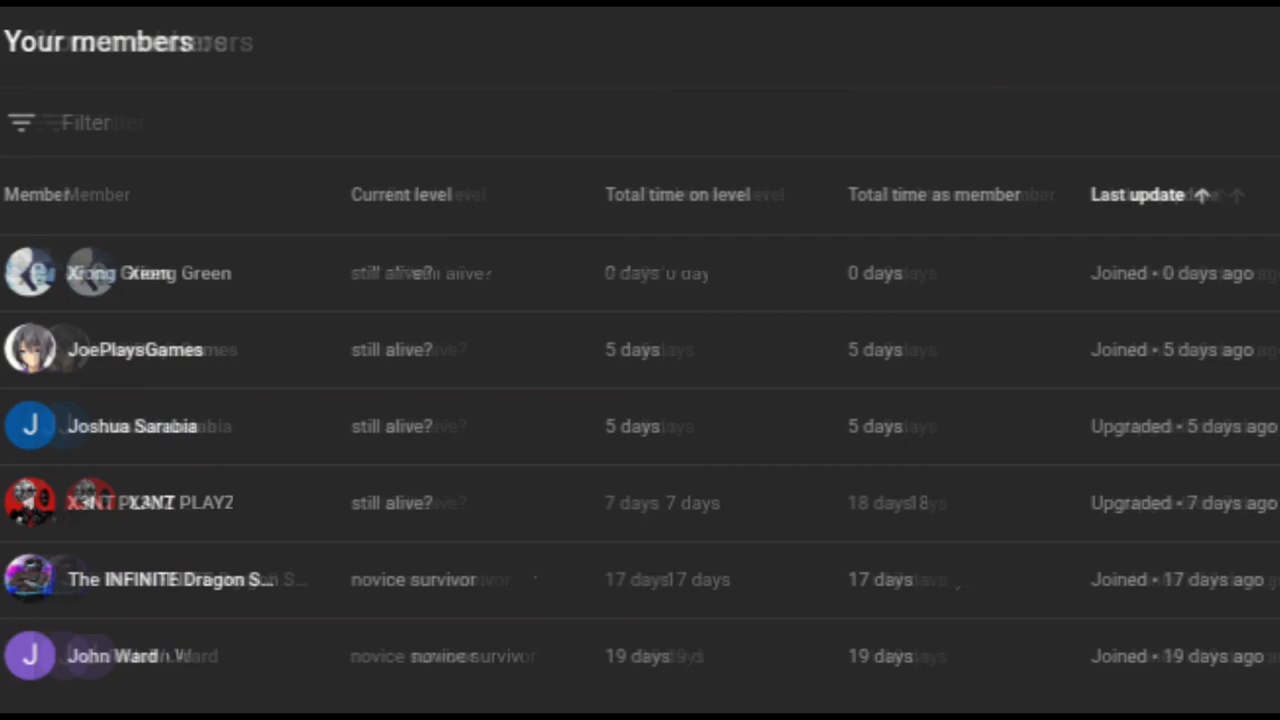 Your members
Filter
Member Current level Total time on level Total time as member Last update
Xiong Green still alive? 0 days 0 days Joined • 0 days ago
JoePlaysGames still alive? 5 days 5 days Joined • 5 days ago
J Joshua Sarabia still alive? 5 days 5 days Upgraded • 5 days ago
X3NT PLAYZ still alive? 7 days 18 days Upgraded • 7 days ago
The INFINITE Dragon S... novice survivor 17 days 17 days Joined • 17 days ago
J John Ward novice survivor 19 days 19 days Joined • 19 days ago